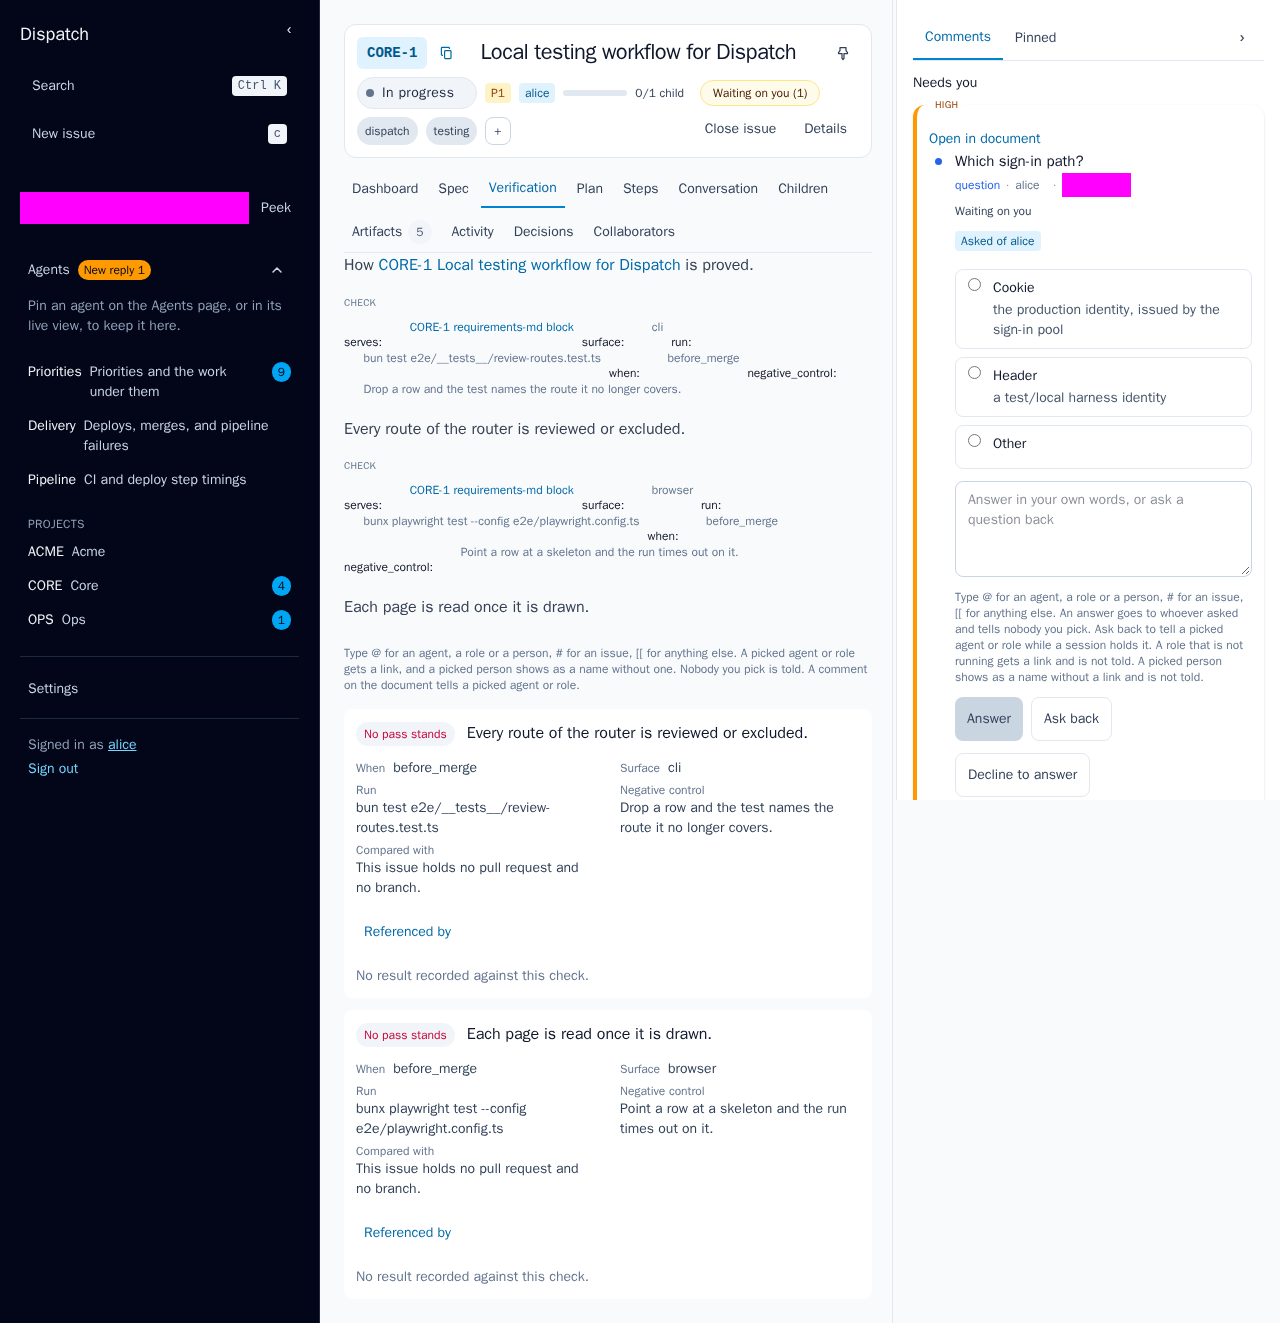 Dispatch
‹
Search
Ctrl K
New issue
C
Peek
Agents
New reply 1
Pin an agent on the Agents page, or in its
live view, to keep it here.
Priorities
Priorities and the work
under them
9
Delivery
Deploys, merges, and pipeline
failures
Pipeline
CI and deploy step timings
PROJECTS
ACME Acme
CORE Core
4
OPS Ops
1
Settings
Signed in as alice
Sign out
CORE-1
Local testing workflow for Dispatch
In progress
P1
alice
0/1 child
Waiting on you (1)
dispatch
testing
+
Close issue
Details
Dashboard
Spec
Verification
Plan
Steps
Conversation
Children
Artifacts 5
Activity
Decisions
Collaborators
How CORE-1 Local testing workflow for Dispatch is proved.
CHECK
CORE-1 requirements-md block
cli
serves:
surface:
run:
bun test e2e/__tests__/review-routes.test.ts
before_merge
when:
negative_control:
Drop a row and the test names the route it no longer covers.
Every route of the router is reviewed or excluded.
CHECK
CORE-1 requirements-md block
browser
serves:
surface:
run:
bunx playwright test --config e2e/playwright.config.ts
before_merge
when:
Point a row at a skeleton and the run times out on it.
negative_control:
Each page is read once it is drawn.
Type @ for an agent, a role or a person, # for an issue, [[ for anything else. A picked agent or role
gets a link, and a picked person shows as a name without one. Nobody you pick is told. A comment
on the document tells a picked agent or role.
No pass stands
Every route of the router is reviewed or excluded.
When before_merge
Surface cli
Run
bun test e2e/__tests__/review-
routes.test.ts
Negative control
Drop a row and the test names the
route it no longer covers.
Compared with
This issue holds no pull request and
no branch.
Referenced by
No result recorded against this check.
No pass stands
Each page is read once it is drawn.
When before_merge
Surface browser
Run
bunx playwright test --config
e2e/playwright.config.ts
Negative control
Point a row at a skeleton and the run
times out on it.
Compared with
This issue holds no pull request and
no branch.
Referenced by
No result recorded against this check.
Comments
Pinned
›
Needs you
HIGH
Open in document
Which sign-in path?
question · alice ·
Waiting on you
Asked of alice
Cookie
the production identity, issued by the
sign-in pool
Header
a test/local harness identity
Other
Answer in your own words, or ask a
question back
Type @ for an agent, a role or a person, # for an issue,
[[ for anything else. An answer goes to whoever asked
and tells nobody you pick. Ask back to tell a picked
agent or role while a session holds it. A role that is not
running gets a link and is not told. A picked person
shows as a name without a link and is not told.
Answer
Ask back
Decline to answer